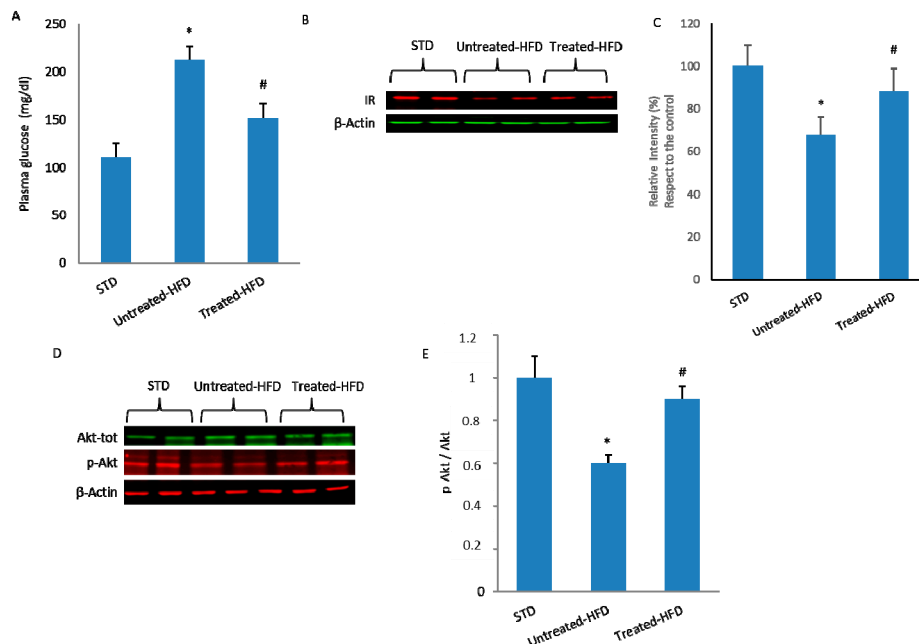 A
Plasma glucose (mg/dl)
250
200
150
100
50
0
*
#
STD
Untreated-HFD
Treated-HFD
B
STD
Untreated-HFD
Treated-HFD
IR
β-Actin
C
Relative Intensity (%)
Respect to the control
120
100
80
60
40
20
0
*
#
STD
Untreated-HFD
Treated-HFD
D
STD
Untreated-HFD
Treated-HFD
Akt-tot
p-Akt
β-Actin
E
p Akt / Akt
1.2
1
0.8
0.6
0.4
0.2
0
*
#
STD
Untreated-HFD
Treated-HFD